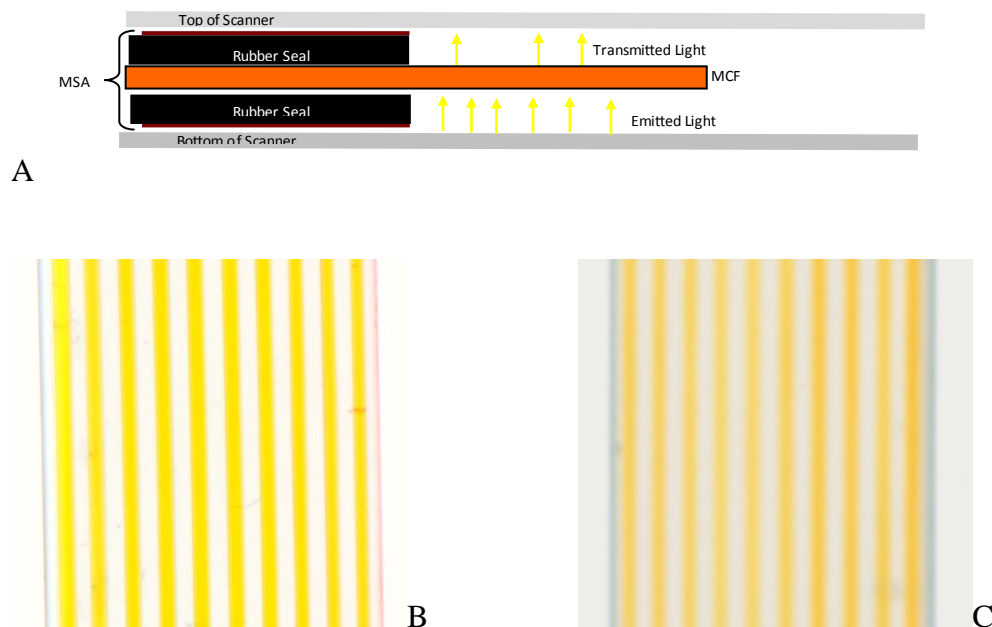 Top of Scanner
Rubber Seal
Transmitted Light
MSA
MCF
Rubber Seal
Emitted Light
Bottom of Scanner
A
B
C